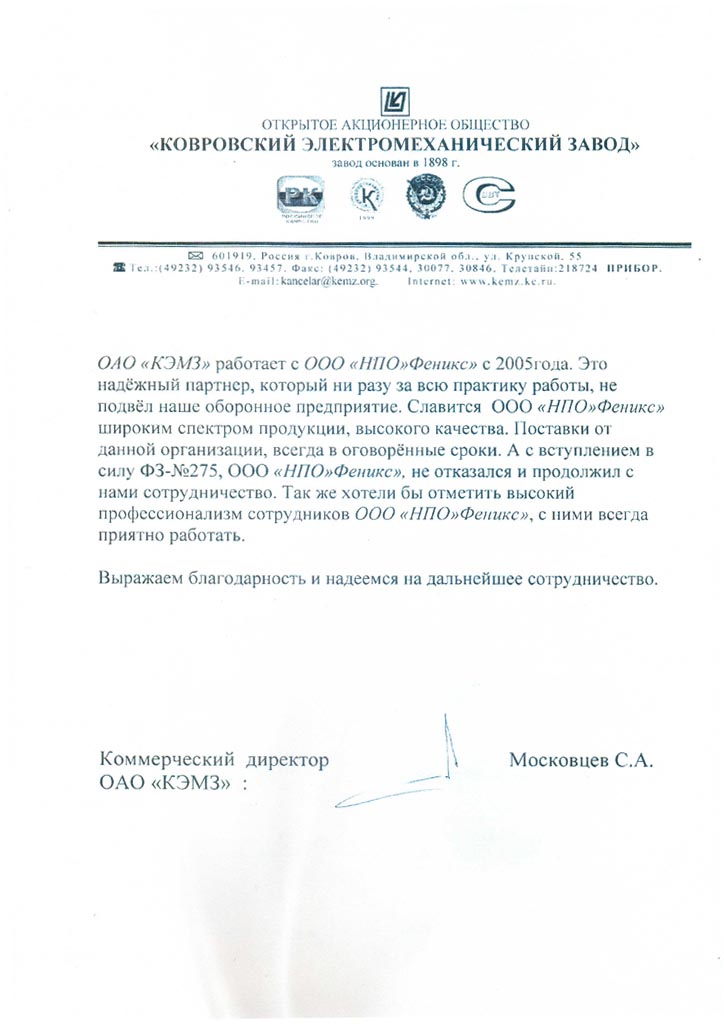 ОТКРЫТОЕ АКЦИОНЕРНОЕ ОБЩЕСТВО
«КОВРОВСКИЙ ЭЛЕКТРОМЕХАНИЧЕСКИЙ ЗАВОД»
завод основан в 1898 г.
РК
К
1898
601919, Россия г.Ковров, Владимирской обл., ул. Крупской, 55
Тел.:(49232) 93546, 93457, Факс: (49232) 93544, 30077, 30846, Телетайп:218724 ПРИБОР.
E-mail: kancelar@kemz.org. Internet: www.kemz.kc.ru.
ОАО «КЭМЗ» работает с ООО «НПО»Феникс» с 2005года. Это
надёжный партнер, который ни разу за всю практику работы, не
подвёл наше оборонное предприятие. Славится ООО «НПО»Феникс»
широким спектром продукции, высокого качества. Поставки от
данной организации, всегда в оговорённые сроки. А с вступлением в
силу ФЗ-№275, ООО «НПО»Феникс», не отказался и продолжил с
нами сотрудничество. Так же хотели бы отметить высокий
профессионализм сотрудников ООО «НПО»Феникс», с ними всегда
приятно работать.
Выражаем благодарность и надеемся на дальнейшее сотрудничество.
Коммерческий директор Московцев С.А.
ОАО «КЭМЗ» :